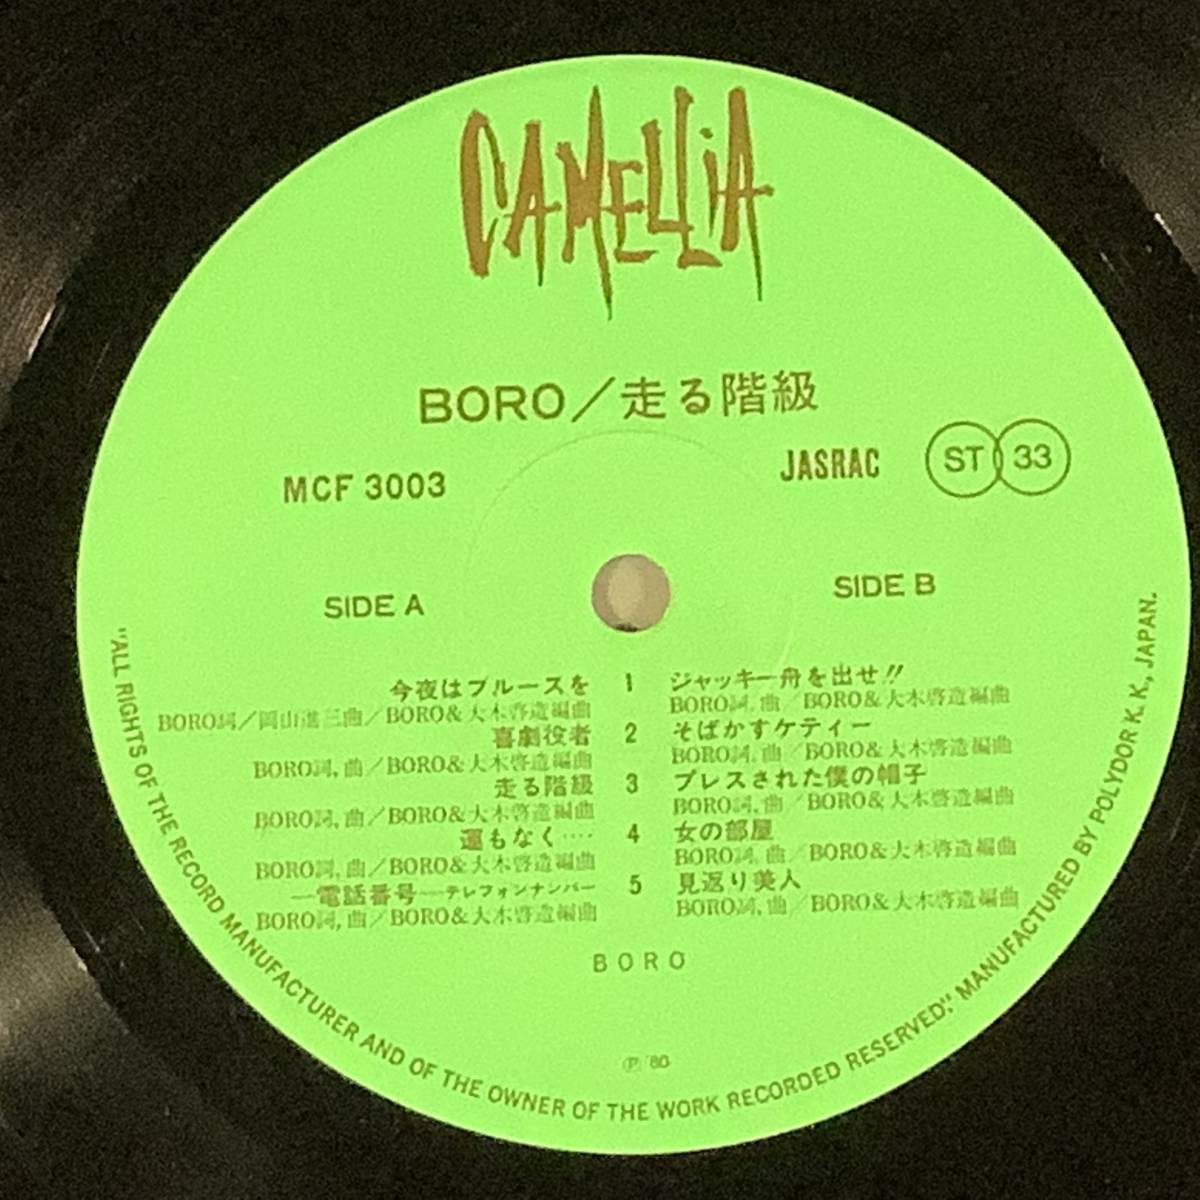 CAMELLiA
BORO／走る階級
MCF 3003
JASRAC
ST 33
SIDE A
SIDE B
今夜はブルースを
BORO詞／岡山進三曲／BORO＆大木啓造編曲
喜劇役者
BORO詞,曲／BORO＆大木啓造編曲
走る階級
BORO詞,曲／BORO＆大木啓造編曲
運もなく‥‥
BORO詞,曲／BORO＆大木啓造編曲
―電話番号―テレフォンナンバー
BORO詞,曲／BORO＆大木啓造編曲
1
2
3
4
5
ジャッキー舟を出せ!!
BORO詞,曲／BORO＆大木啓造編曲
そばかすケティー
BORO詞,曲／BORO＆大木啓造編曲
プレスされた僕の帽子
BORO詞,曲／BORO＆大木啓造編曲
女の部屋
BORO詞,曲／BORO＆大木啓造編曲
見返り美人
BORO詞,曲／BORO＆大木啓造編曲
BORO
Ⓟ '80
"ALL RIGHTS OF THE RECORD MANUFACTURER AND OF THE OWNER OF THE WORK RECORDED RESERVED." MANUFACTURED BY POLYDOR K. K., JAPAN.